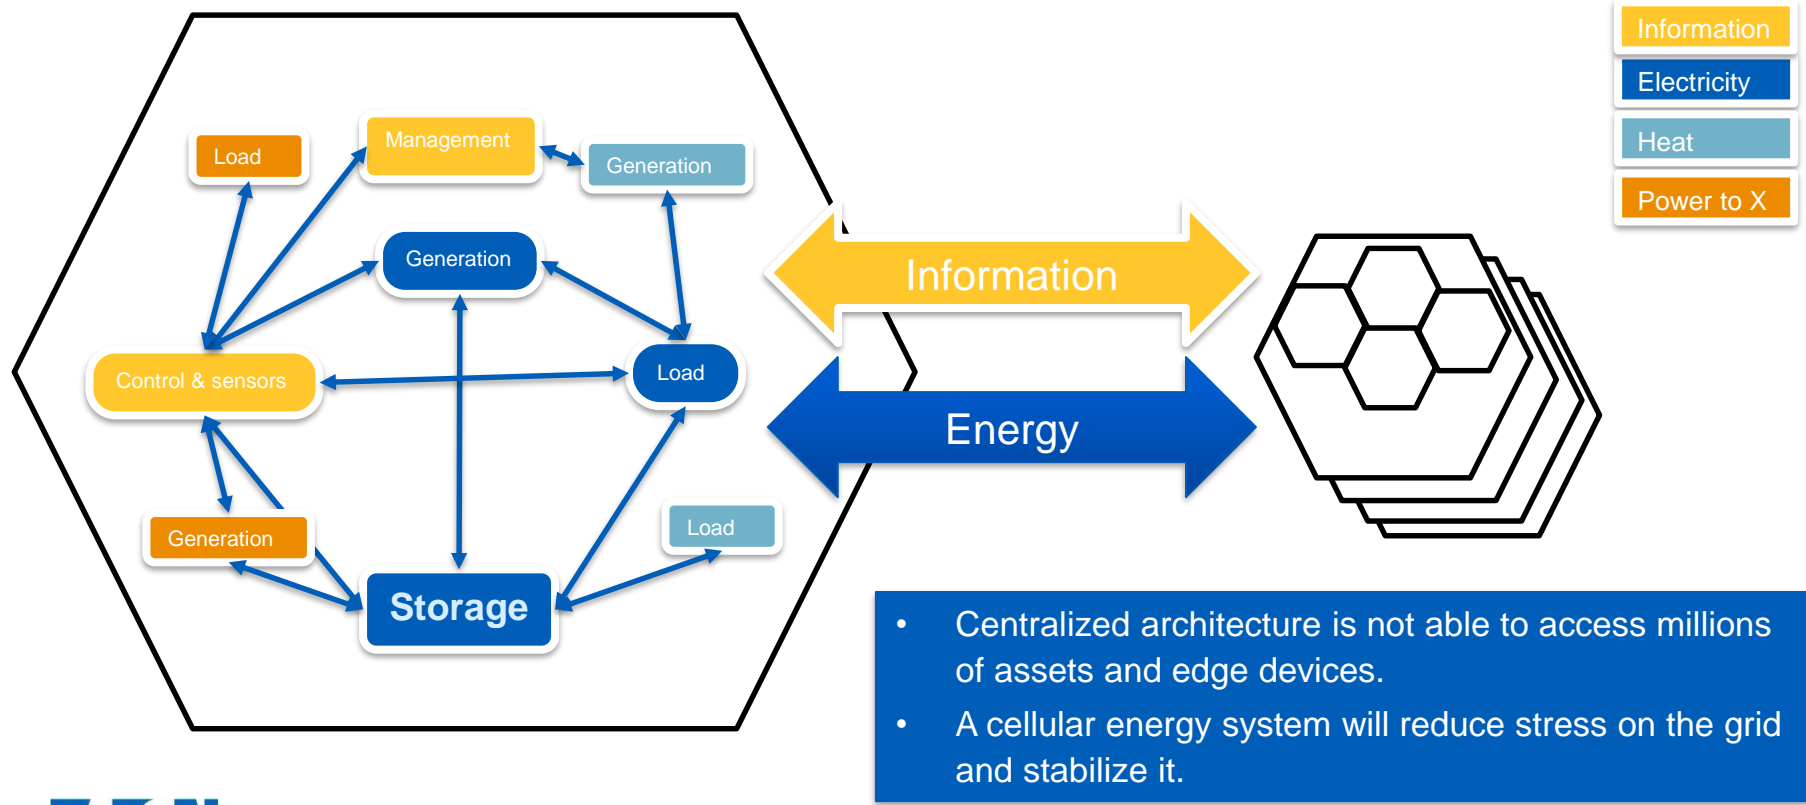 Information
Electricity
Heat
Power to X
Load
Management
Generation
Generation
Control & sensors
Load
Generation
Load
Storage
Information
Energy
• Centralized architecture is not able to access millions
of assets and edge devices.
• A cellular energy system will reduce stress on the grid
and stabilize it.